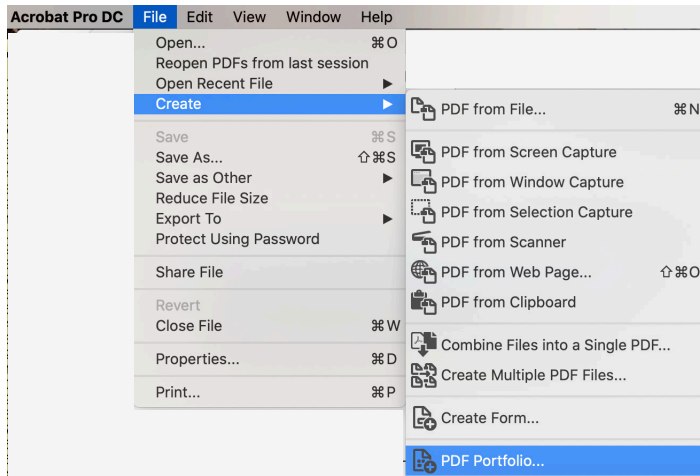 Acrobat Pro DC File Edit View Window Help
Open... ⌘O
Reopen PDFs from last session
Open Recent File ▶
Create ▶
Save ⌘S
Save As... ⇧⌘S
Save as Other ▶
Reduce File Size
Export To ▶
Protect Using Password
Share File
Revert
Close File ⌘W
Properties... ⌘D
Print... ⌘P
PDF from File... ⌘N
PDF from Screen Capture
PDF from Window Capture
PDF from Selection Capture
PDF from Scanner
PDF from Web Page... ⇧⌘O
PDF from Clipboard
Combine Files into a Single PDF...
Create Multiple PDF Files...
Create Form...
PDF Portfolio...